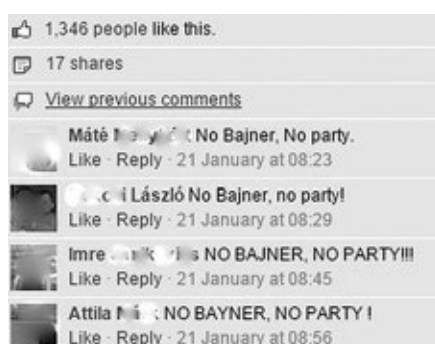 1,346 people like this.
17 shares
View previous comments
Máté No Bajner, No party.
Like · Reply · 21 January at 08:23
László No Bajner, no party!
Like · Reply · 21 January at 08:29
Imre NO BAJNER, NO PARTY!!!
Like · Reply · 21 January at 08:45
Attila NO BAYNER, NO PARTY !
Like · Reply · 21 January at 08:56